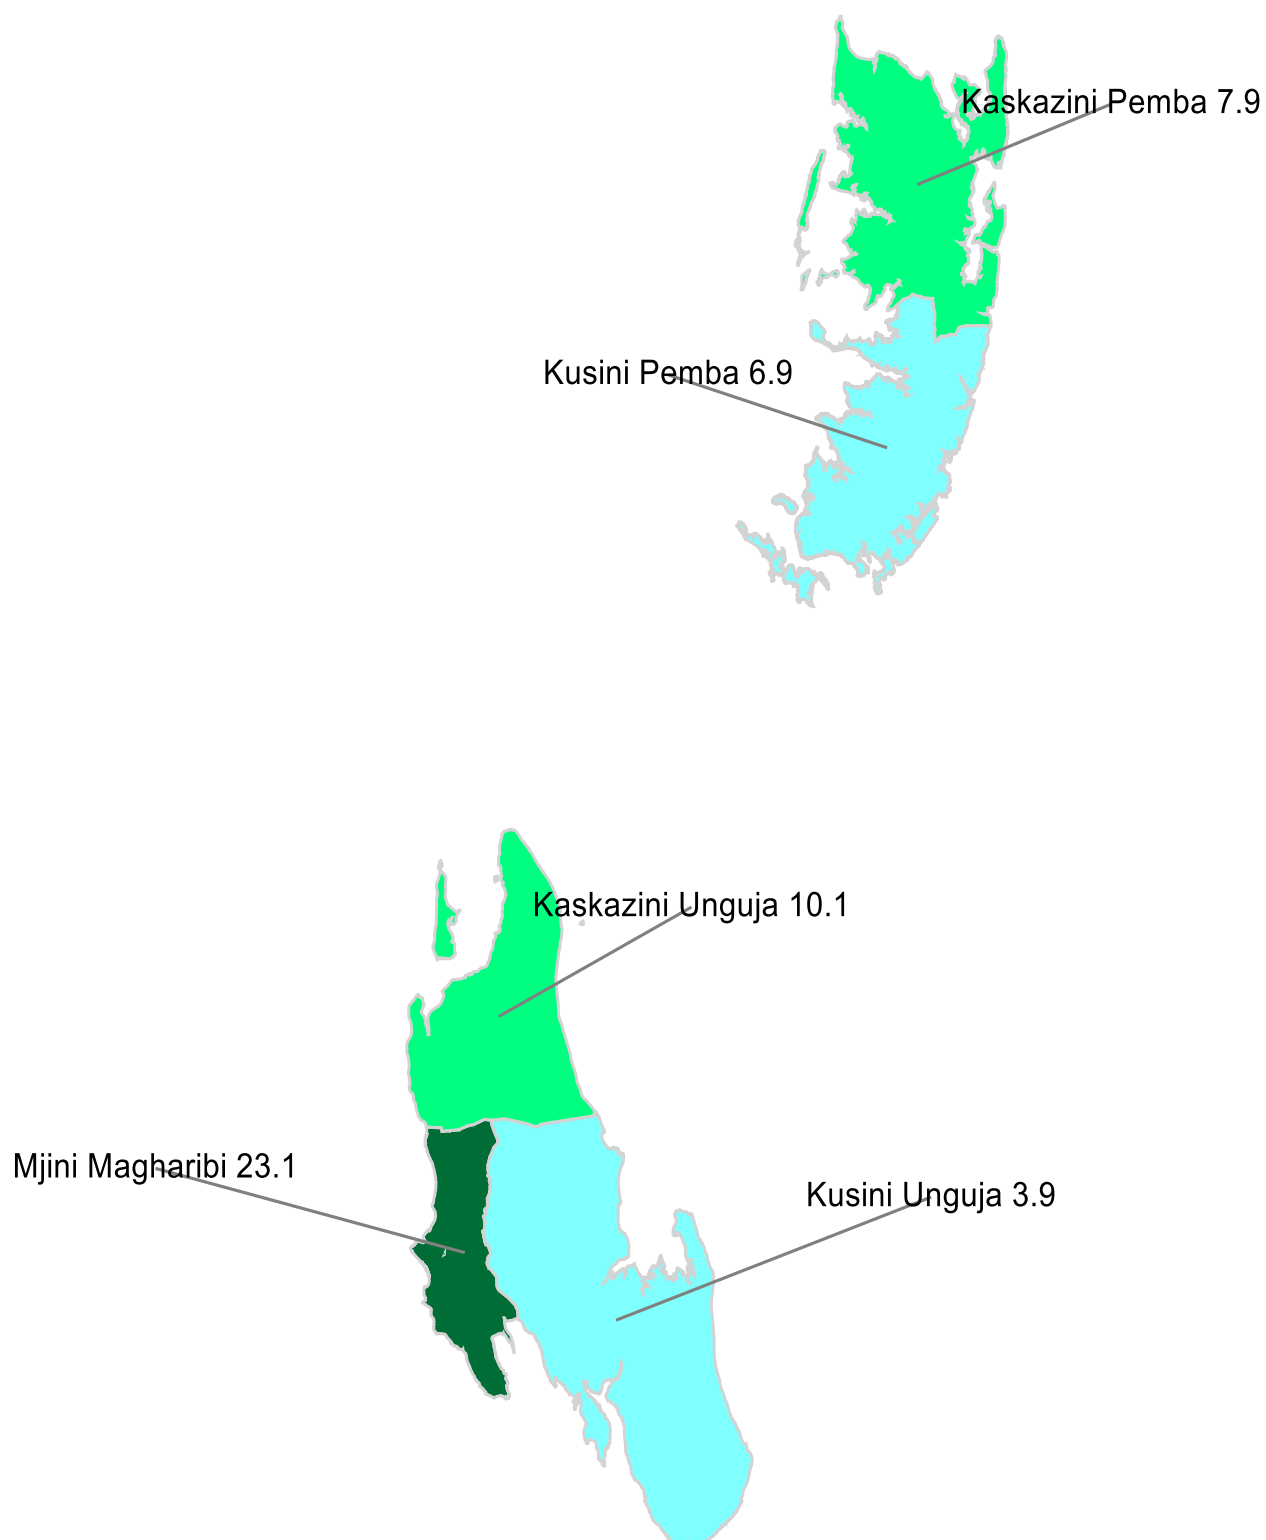 Kaskazini Pemba 7.9
Kusini Pemba 6.9
Kaskazini Unguja 10.1
Mjini Magharibi 23.1
Kusini Unguja 3.9